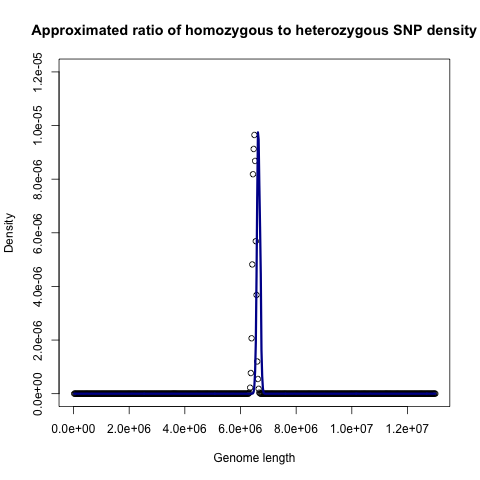 Approximated ratio of homozygous to heterozygous SNP density
Density
1.2e-05
1.0e-05
8.0e-06
6.0e-06
4.0e-06
2.0e-06
0.0e+00
0.0e+00 2.0e+06 4.0e+06 6.0e+06 8.0e+06 1.0e+07 1.2e+07
Genome length